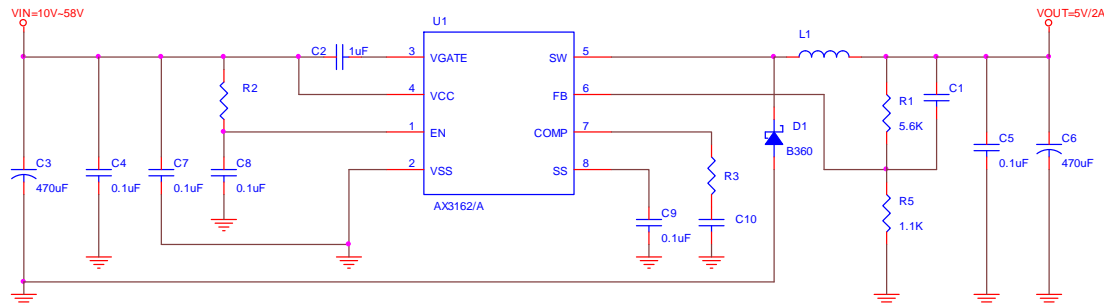 VIN=10V~58V
VOUT=5V/2A
U1
C2
1uF
3
VGATE
SW
5
L1
R2
4
VCC
FB
6
R1
5.6K
C1
1
EN
COMP
7
D1
B360
C3
470uF
C4
0.1uF
C7
0.1uF
C8
0.1uF
2
VSS
SS
8
R3
C5
0.1uF
C6
470uF
AX3162/A
C9
0.1uF
C10
R5
1.1K